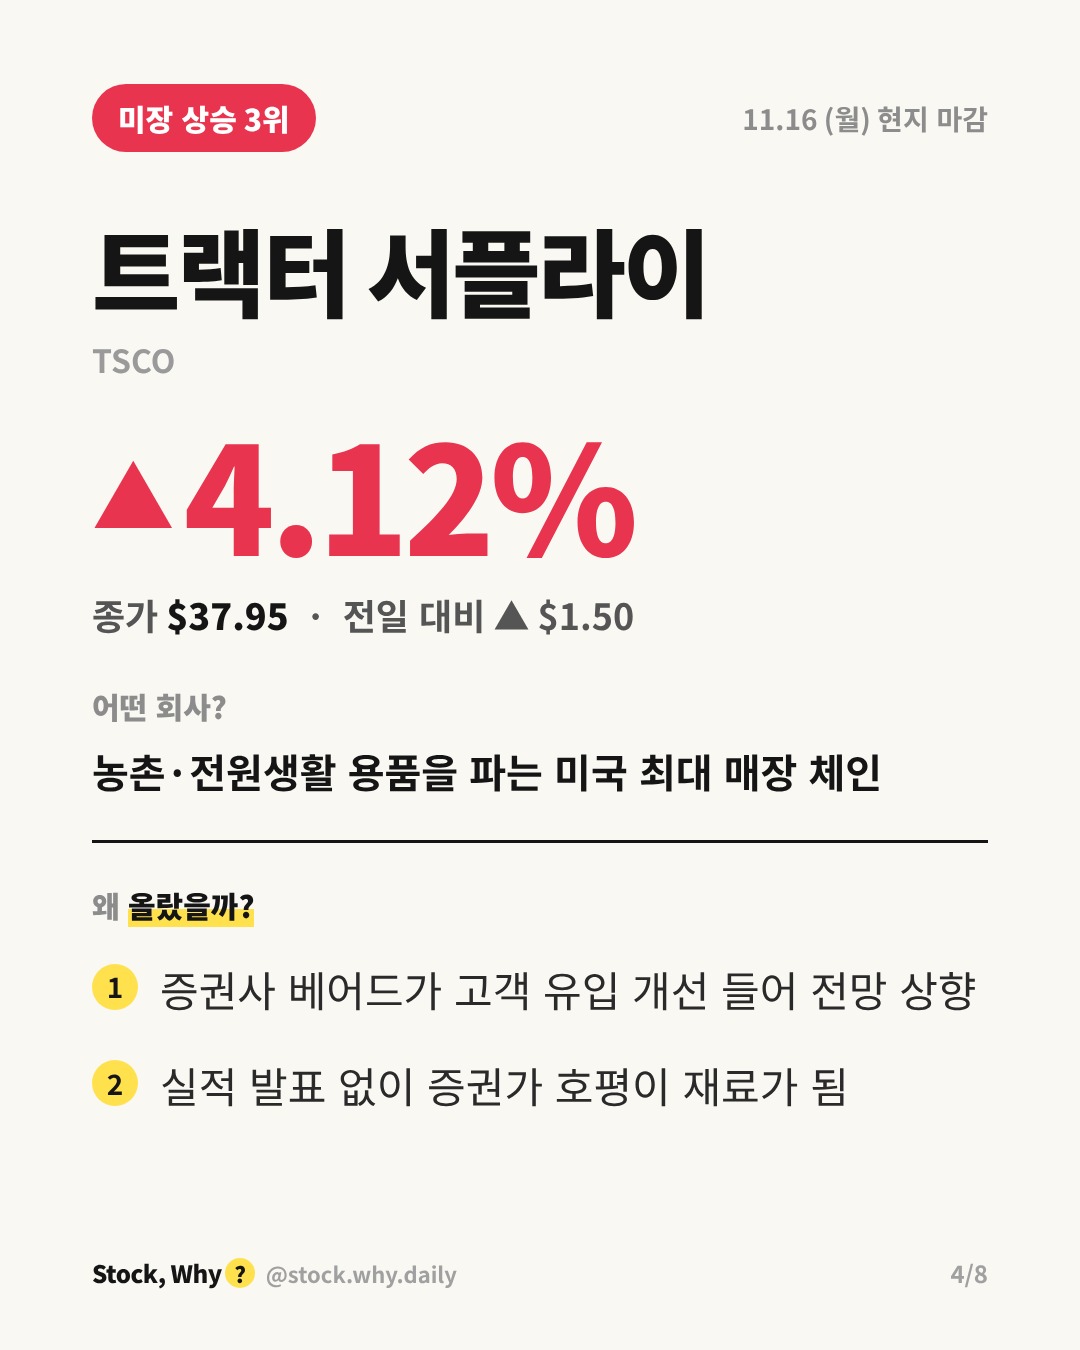 미장 상승 3위
11.16 (월) 현지 마감
트랙터 서플라이
TSCO
▲4.12%
종가 $37.95 · 전일 대비 ▲ $1.50
어떤 회사?
농촌·전원생활 용품을 파는 미국 최대 매장 체인
왜 올랐을까?
1 증권사 베어드가 고객 유입 개선 들어 전망 상향
2 실적 발표 없이 증권가 호평이 재료가 됨
Stock, Why ? @stock.why.daily
4/8